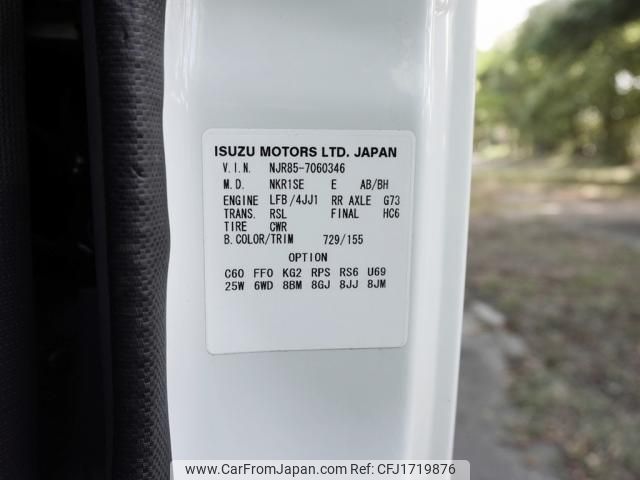 ISUZU MOTORS LTD. JAPAN
V.I.N. NJR85-7060346
M.D. NKR1SE E AB/BH
ENGINE LFB/4JJ1 RR AXLE G73
TRANS. RSL FINAL HC6
TIRE CWR
B.COLOR/TRIM 729/155
OPTION
C60 FF0 KG2 RPS RS6 U69
25W 6WD 8BM 8GJ 8JJ 8JM
www.CarFromJapan.com - ID: CFJ1719876